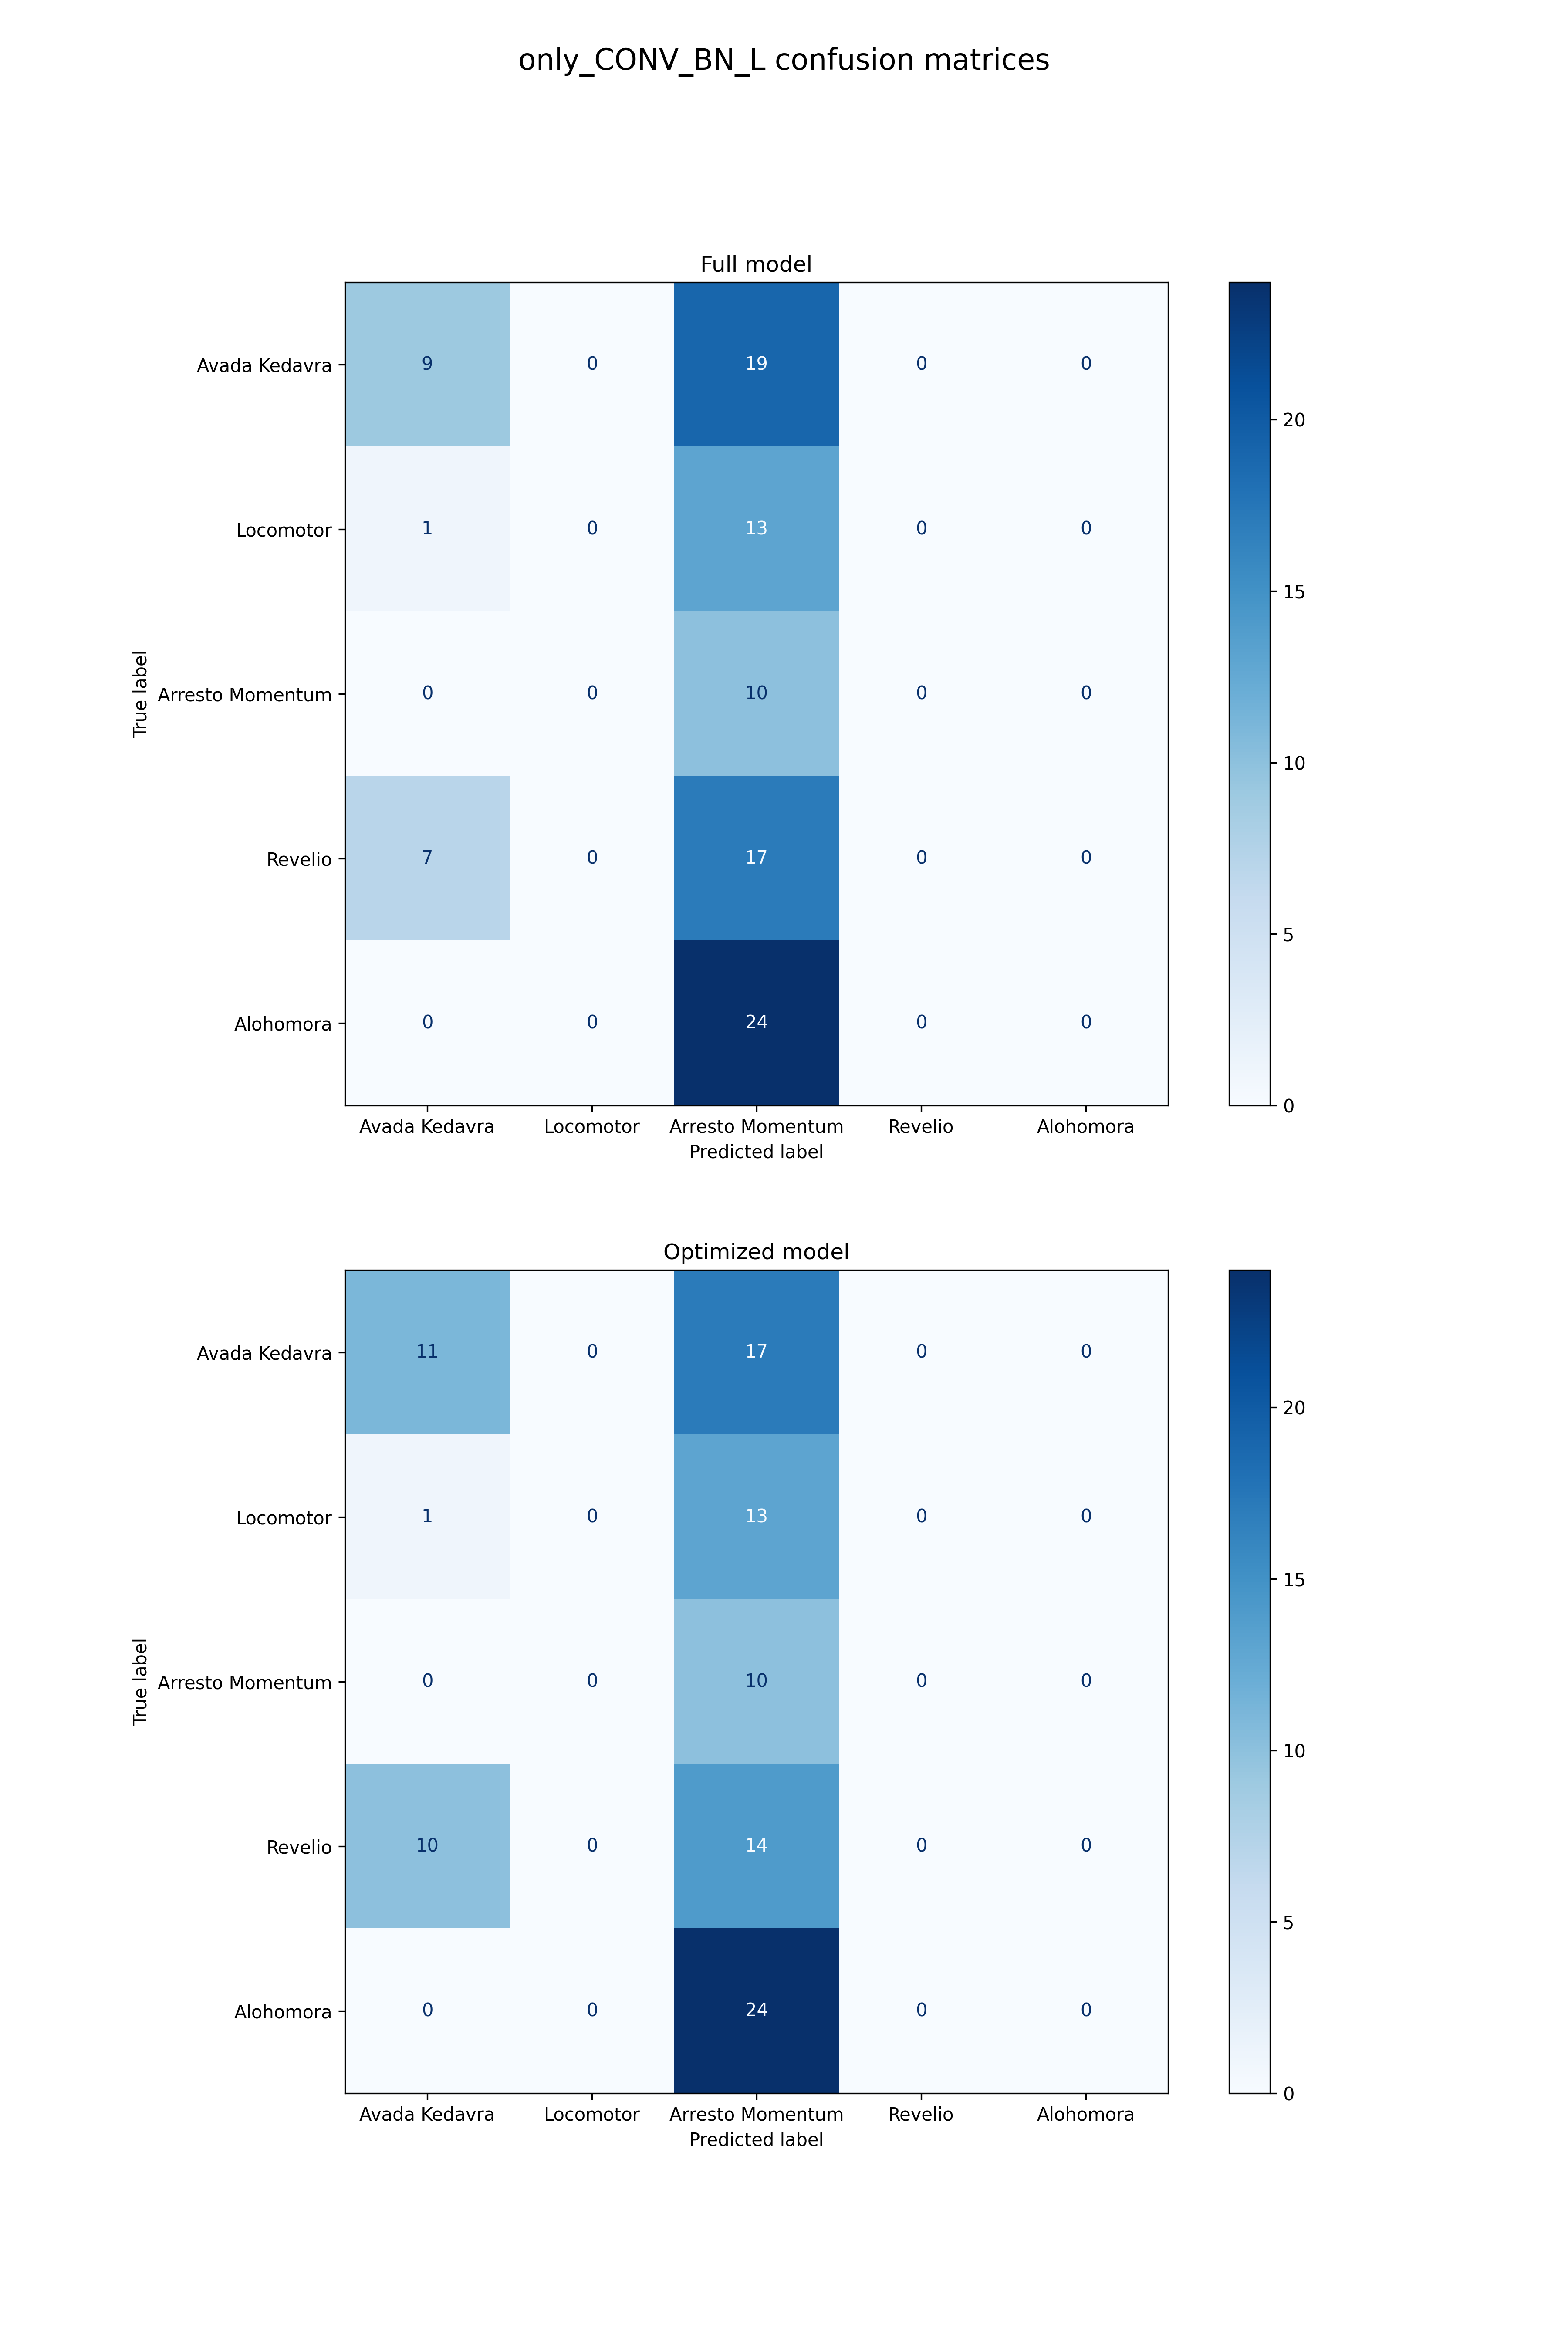 only_CONV_BN_L confusion matrices
Full model
Avada Kedavra 9 0 19 0 0
20
Locomotor 1 0 13 0 0
15
True label
Arresto Momentum 0 0 10 0 0
10
Revelio 7 0 17 0 0
5
Alohomora 0 0 24 0 0
0
Avada Kedavra Locomotor Arresto Momentum Revelio Alohomora
Predicted label
Optimized model
Avada Kedavra 11 0 17 0 0
20
Locomotor 1 0 13 0 0
15
True label
Arresto Momentum 0 0 10 0 0
10
Revelio 10 0 14 0 0
5
Alohomora 0 0 24 0 0
0
Avada Kedavra Locomotor Arresto Momentum Revelio Alohomora
Predicted label